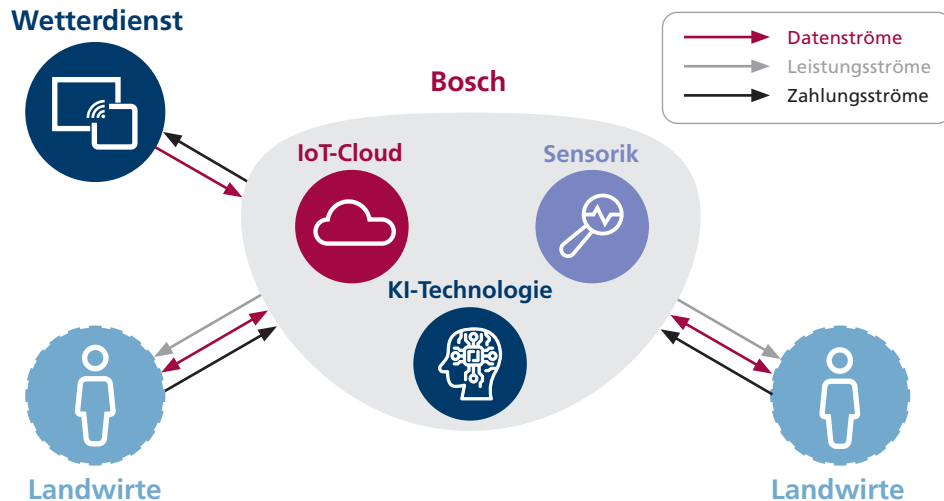 Wetterdienst
Datenströme
Leistungsströme
Zahlungsströme
Bosch
IoT-Cloud
Sensorik
KI-Technologie
Landwirte
Landwirte